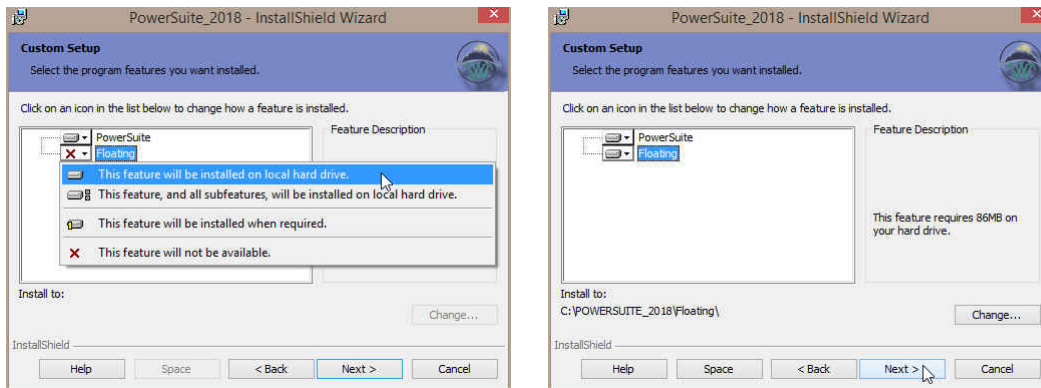 PowerSuite_2018 - InstallShield Wizard
Custom Setup
Select the program features you want installed.
Click on an icon in the list below to change how a feature is installed.
PowerSuite
Floating
Feature Description
This feature will be installed on local hard drive.
This feature, and all subfeatures, will be installed on local hard drive.
This feature will be installed when required.
This feature will not be available.
Install to:
Change...
InstallShield
Help Space < Back Next > Cancel
PowerSuite_2018 - InstallShield Wizard
Custom Setup
Select the program features you want installed.
Click on an icon in the list below to change how a feature is installed.
PowerSuite
Floating
Feature Description
This feature requires 86MB on
your hard drive.
Install to:
C:\POWERSUITE_2018\Floating\
Change...
InstallShield
Help Space < Back Next > Cancel